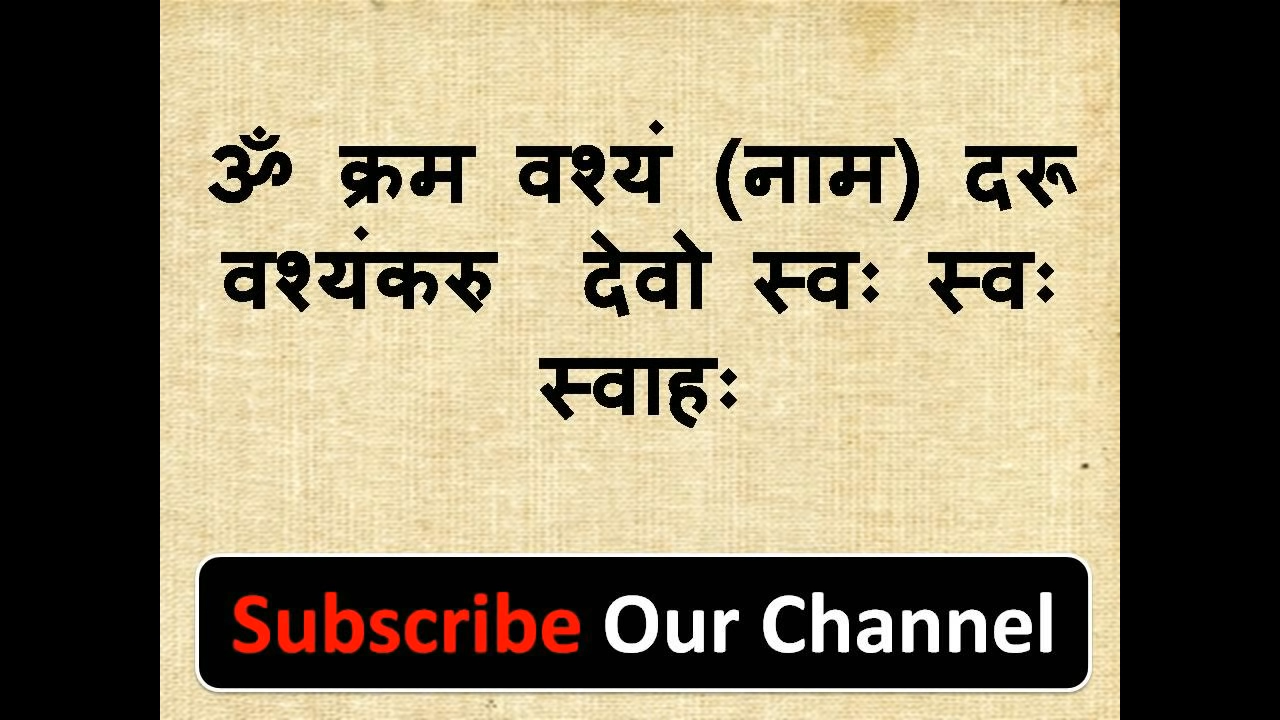 ॐ क्रम वश्यं (नाम) दरू
वश्यंकरु देवो स्वः स्वः
स्वाहः
Subscribe Our Channel